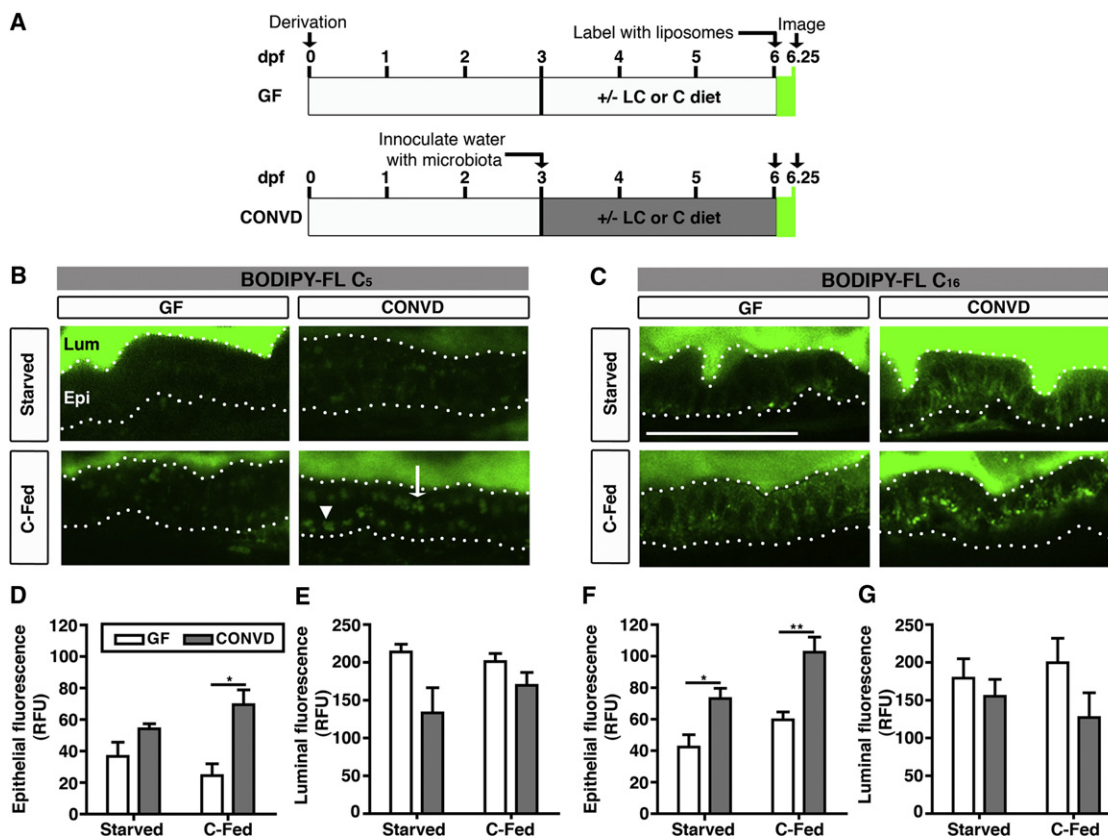 A
Derivation
Label with liposomes
Image
dpf 0 1 2 3 4 5 6 6.25
GF
+/- LC or C diet
Innoculate water
with microbiota
dpf 0 1 2 3 4 5 6 6.25
CONVD
+/- LC or C diet
B
BODIPY-FL C5
GF CONVD
Starved
Lum
Epi
C-Fed
C
BODIPY-FL C16
GF CONVD
Starved
C-Fed
D
GF CONVD
Epithelial fluorescence
(RFU)
120
100
80
60
40
20
0
*
Starved C-Fed
E
Luminal fluorescence
(RFU)
250
200
150
100
50
0
Starved C-Fed
F
Epithelial fluorescence
(RFU)
120
100
80
60
40
20
0
*
**
Starved C-Fed
G
Luminal fluorescence
(RFU)
250
200
150
100
50
0
Starved C-Fed